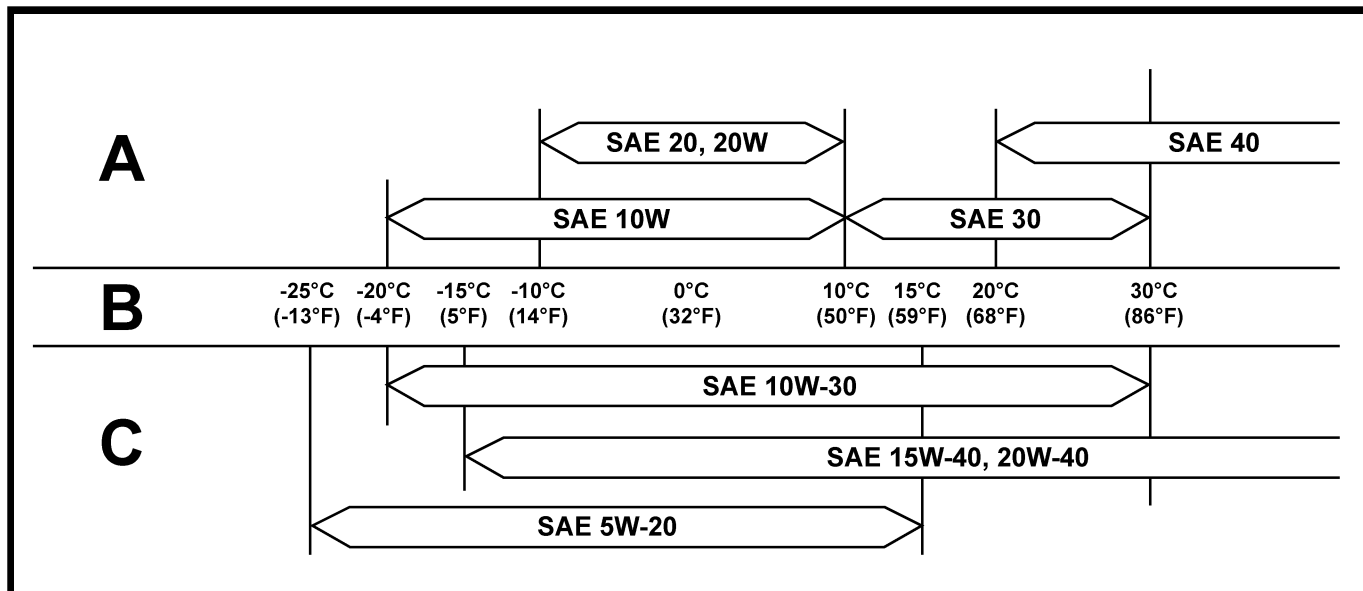 A
SAE 20, 20W
SAE 40
SAE 10W
SAE 30
B
-25°C -20°C -15°C -10°C 0°C 10°C 15°C 20°C 30°C
(-13°F) (-4°F) (5°F) (14°F) (32°F) (50°F) (59°F) (68°F) (86°F)
C
SAE 10W-30
SAE 15W-40, 20W-40
SAE 5W-20